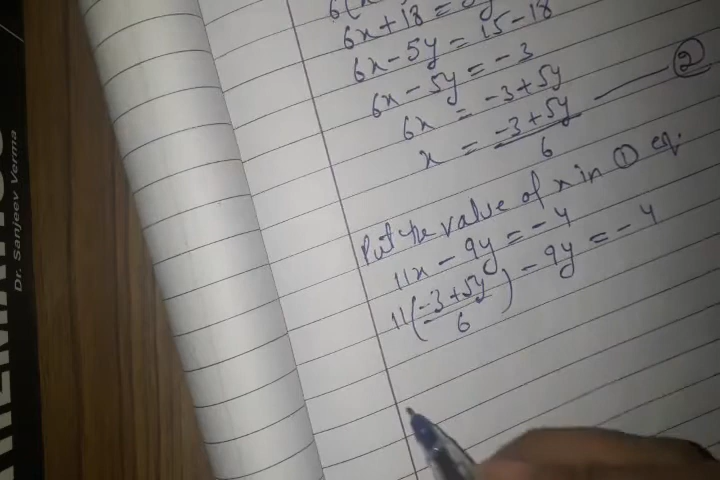 6x + 18 =
6x - 5y = 15 - 18
6x - 5y = - 3
6x = -3 + 5y
x = -3 + 5y / 6 —— ②
Put the value of x in ① eq.
11x - 9y = - 4
11(-3 + 5y / 6) - 9y = - 4
Dr. Sanjeev Verma